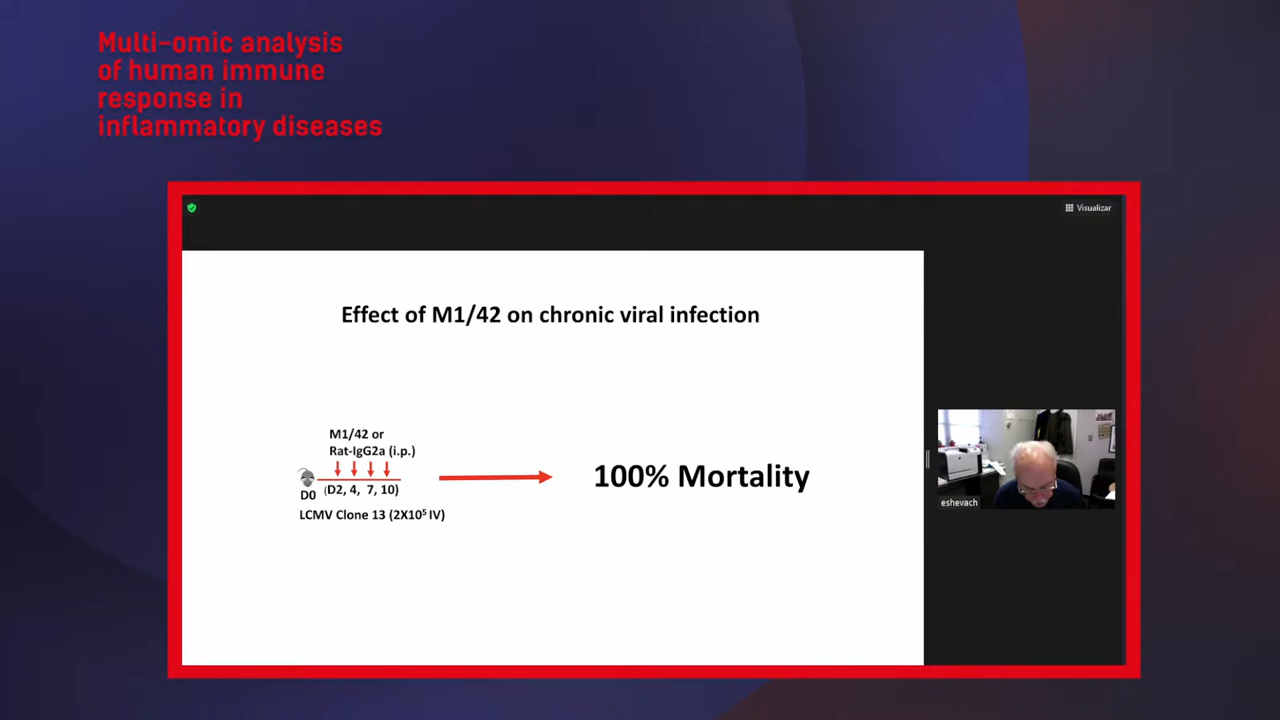 Multi-omic analysis
of human immune
response in
inflammatory diseases
Visualizar
Effect of M1/42 on chronic viral infection
M1/42 or
Rat-IgG2a (i.p.)
D0
(D2, 4, 7, 10)
LCMV Clone 13 (2X10⁵ IV)
100% Mortality
eshevach